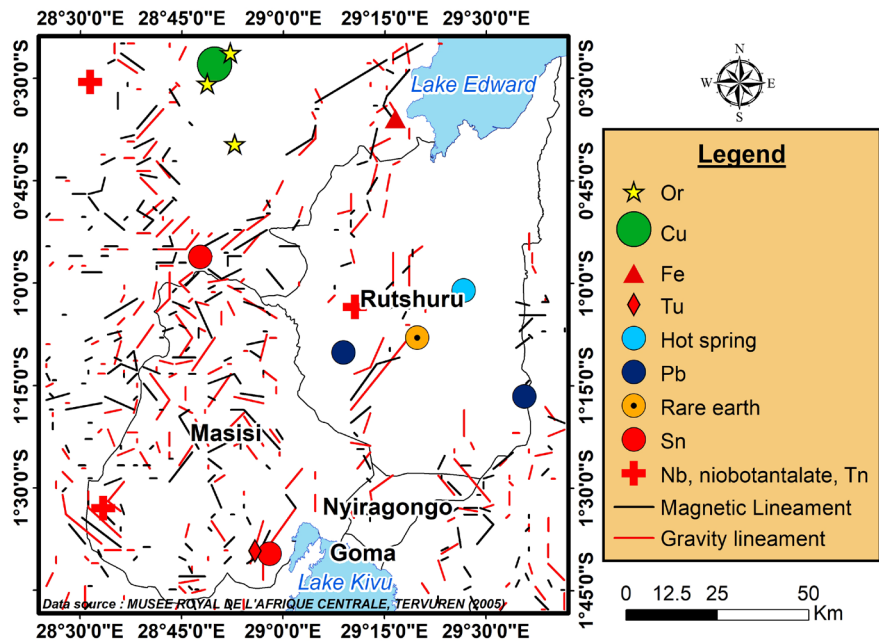 28°30'0"E 28°45'0"E 29°0'0"E 29°15'0"E 29°30'0"E
0°30'0"S
0°45'0"S
1°0'0"S
1°15'0"S
1°30'0"S
1°45'0"S
Lake Edward
Rutshuru
Masisi
Nyiragongo
Goma
Lake Kivu
Data source : MUSEE ROYAL DE L'AFRIQUE CENTRALE, TERVUREN (2005)
28°30'0"E 28°45'0"E 29°0'0"E 29°15'0"E 29°30'0"E
0°30'0"S
0°45'0"S
1°0'0"S
1°15'0"S
1°30'0"S
1°45'0"S
N
W E
S
Legend
Or
Cu
Fe
Tu
Hot spring
Pb
Rare earth
Sn
Nb, niobotantalate, Tn
Magnetic Lineament
Gravity lineament
0 12.5 25 50
Km